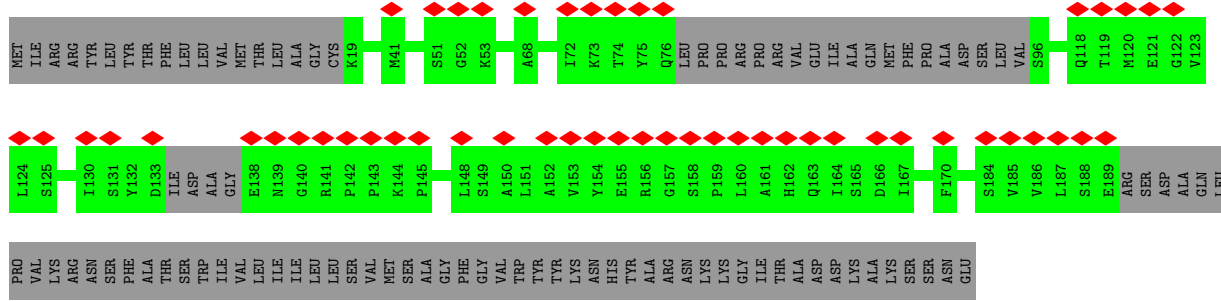 MET ILE ARG ARG TYR LEU TYR THR PHE LEU LEU VAL MET THR LEU ALA GLY CYS K19 M41 S51 G52 K53 A68 I72 K73 T74 Y75 Q76 LEU PRO PRO ARG PRO ARG VAL GLU ILE ALA GLN MET PHE PRO PRO ALA ASP SER LEU VAL S96 Q118 T119 M120 E121 G122 V123
L124 S125 I130 S131 Y132 D133 ILE ASP ALA GLY E138 N139 G140 R141 P142 P143 K144 P145 L148 S149 A150 L151 A152 V153 Y154 E155 R156 G157 S158 P159 L160 A161 H162 Q163 I164 S165 D166 I167 F170 S184 V185 V186 L187 S188 E189 ARG SER ASP ALA GLN LEU
PRO VAL LYS ARG ASN SER PHE ALA THR SER TRP ILE VAL LEU ILE ILE LEU LEU SER VAL MET SER ALA GLY PHE GLY VAL TRP TYR TYR LYS ASN HIS TYR ALA ARG ASN LYS LYS GLY ILE THR ALA ASP ASP LYS ALA LYS SER SER ASN GLU